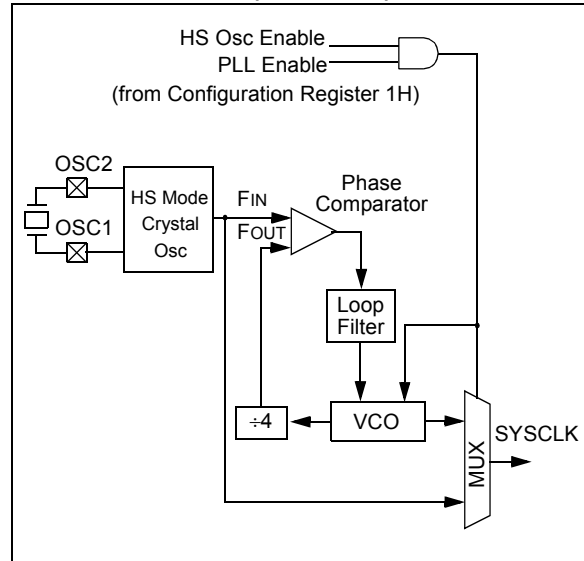 HS Osc Enable
PLL Enable
(from Configuration Register 1H)
OSC2
OSC1
HS Mode
Crystal
Osc
FIN
FOUT
Phase
Comparator
Loop
Filter
÷4
VCO
MUX
SYSCLK